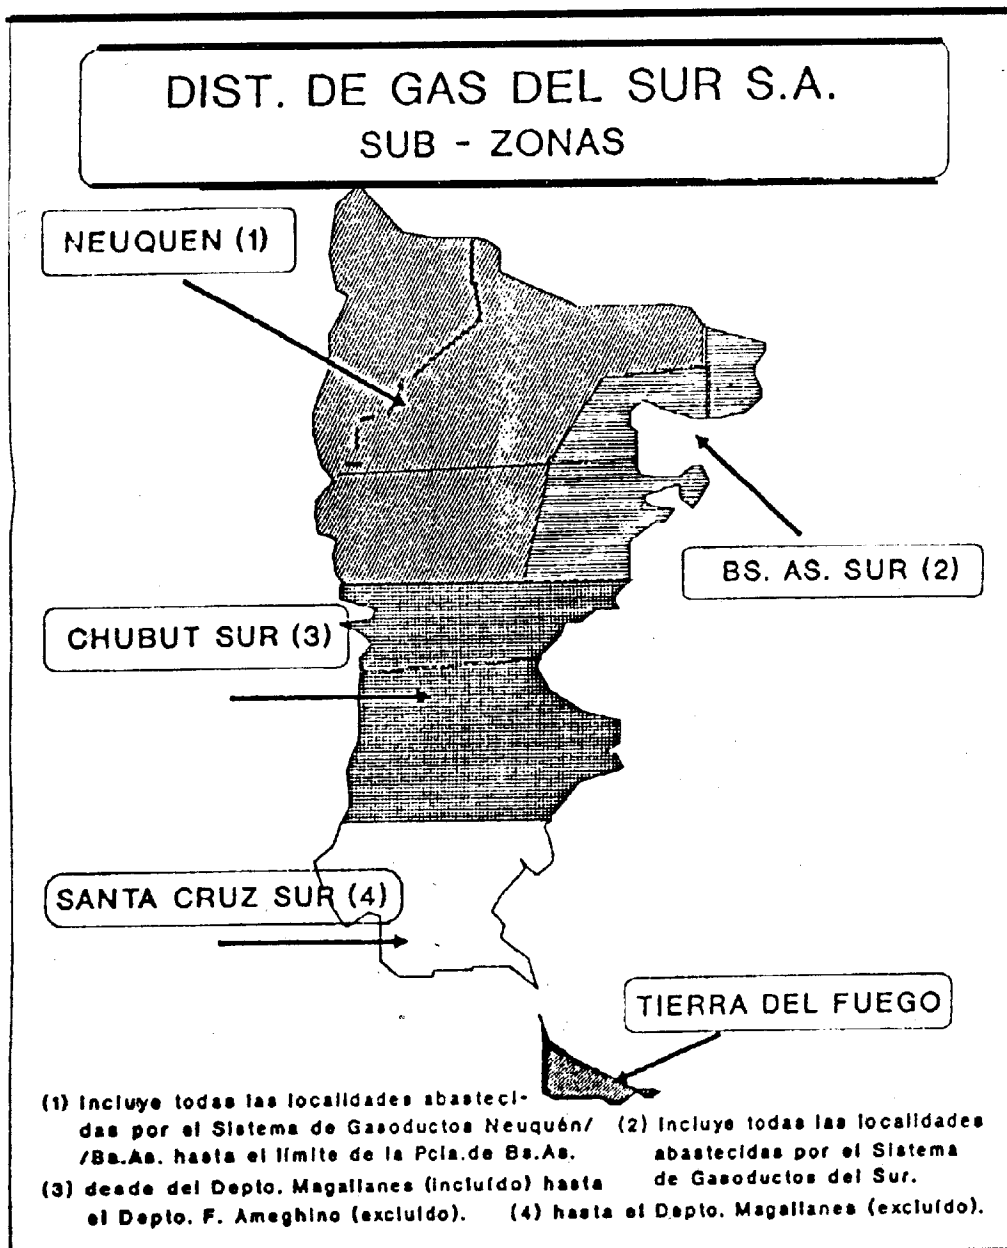 DIST. DE GAS DEL SUR S.A.
SUB - ZONAS
NEUQUEN (1)
BS. AS. SUR (2)
CHUBUT SUR (3)
SANTA CRUZ SUR (4)
TIERRA DEL FUEGO
(1) Incluye todas las localidades abasteci-
das por el Sistema de Gasoductos Neuquén/
/Bs.As. hasta el límite de la Pcia.de Bs.As.
(2) Incluye todas las localidades
abastecidas por el Sistema
de Gasoductos del Sur.
(3) desde del Depto. Magallanes (incluído) hasta
el Depto. F. Ameghino (excluído).
(4) hasta el Depto. Magallanes (excluído).